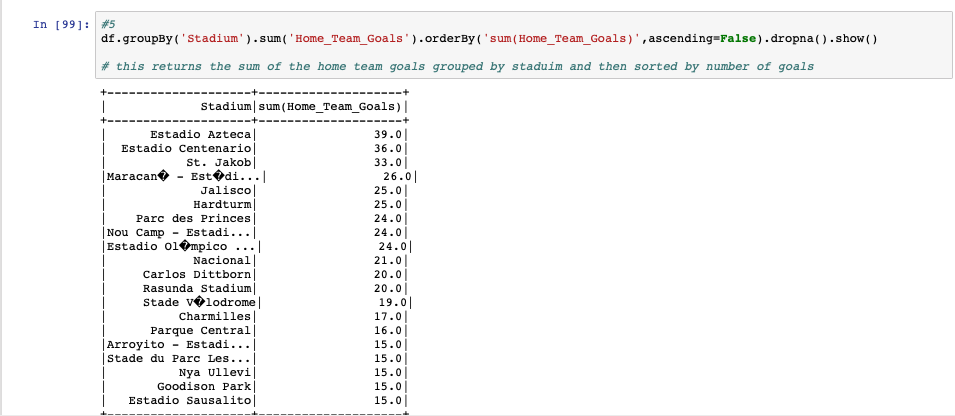 In [99]: #5
df.groupBy('Stadium').sum('Home_Team_Goals').orderBy('sum(Home_Team_Goals)',ascending=False).dropna().show()
# this returns the sum of the home team goals grouped by staduim and then sorted by number of goals
+--------------------+--------------------+
|             Stadium|sum(Home_Team_Goals)|
+--------------------+--------------------+
|      Estadio Azteca|                39.0|
|  Estadio Centenario|                36.0|
|           St. Jakob|                33.0|
|Maracan� - Est�di...|                26.0|
|             Jalisco|                25.0|
|            Hardturm|                25.0|
|    Parc des Princes|                24.0|
|Nou Camp - Estadi...|                24.0|
|Estadio Ol�mpico ...|                24.0|
|            Nacional|                21.0|
|     Carlos Dittborn|                20.0|
|     Rasunda Stadium|                20.0|
|     Stade V�lodrome|                19.0|
|          Charmilles|                17.0|
|      Parque Central|                16.0|
|Arroyito - Estadi...|                15.0|
|Stade du Parc Les...|                15.0|
|          Nya Ullevi|                15.0|
|       Goodison Park|                15.0|
|   Estadio Sausalito|                15.0|
+--------------------+--------------------+